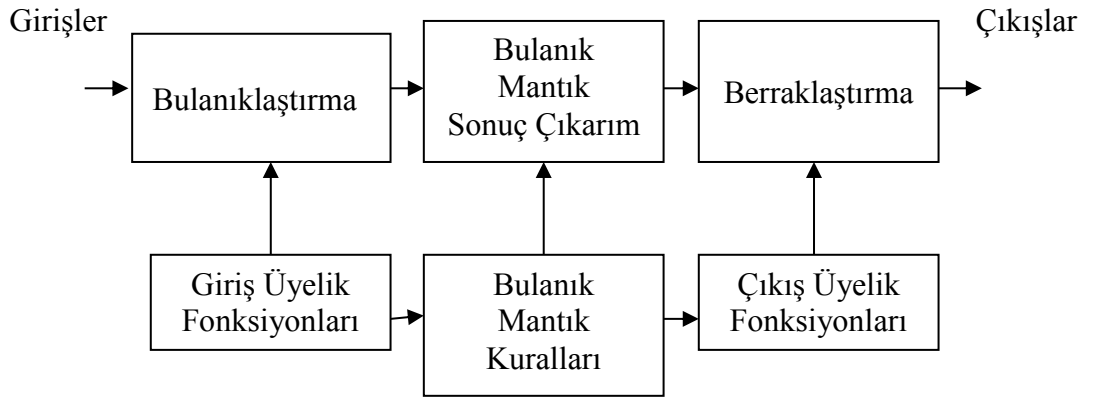 Girişler
Çıkışlar
Bulanıklaştırma
Bulanık
Mantık
Sonuç Çıkarım
Berraklaştırma
Giriş Üyelik
Fonksiyonları
Bulanık
Mantık
Kuralları
Çıkış Üyelik
Fonksiyonları